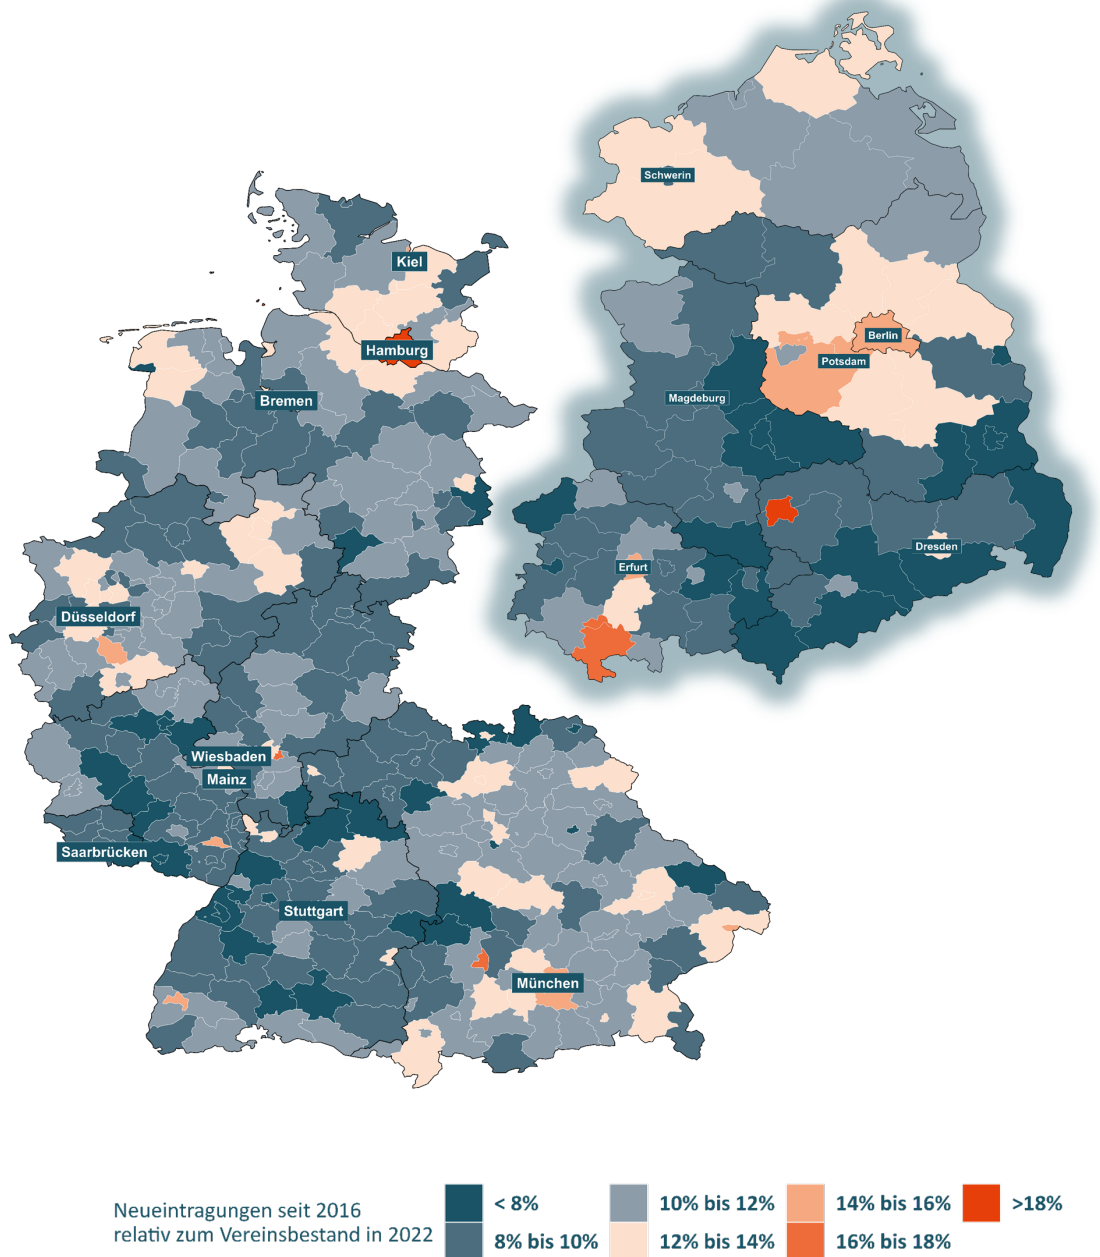 Schwerin
Kiel
Berlin
Hamburg
Potsdam
Bremen
Magdeburg
Dresden
Erfurt
Düsseldorf
Wiesbaden
Mainz
Saarbrücken
Stuttgart
München
Neueintragungen seit 2016
relativ zum Vereinsbestand in 2022
< 8%
8% bis 10%
10% bis 12%
12% bis 14%
14% bis 16%
16% bis 18%
>18%